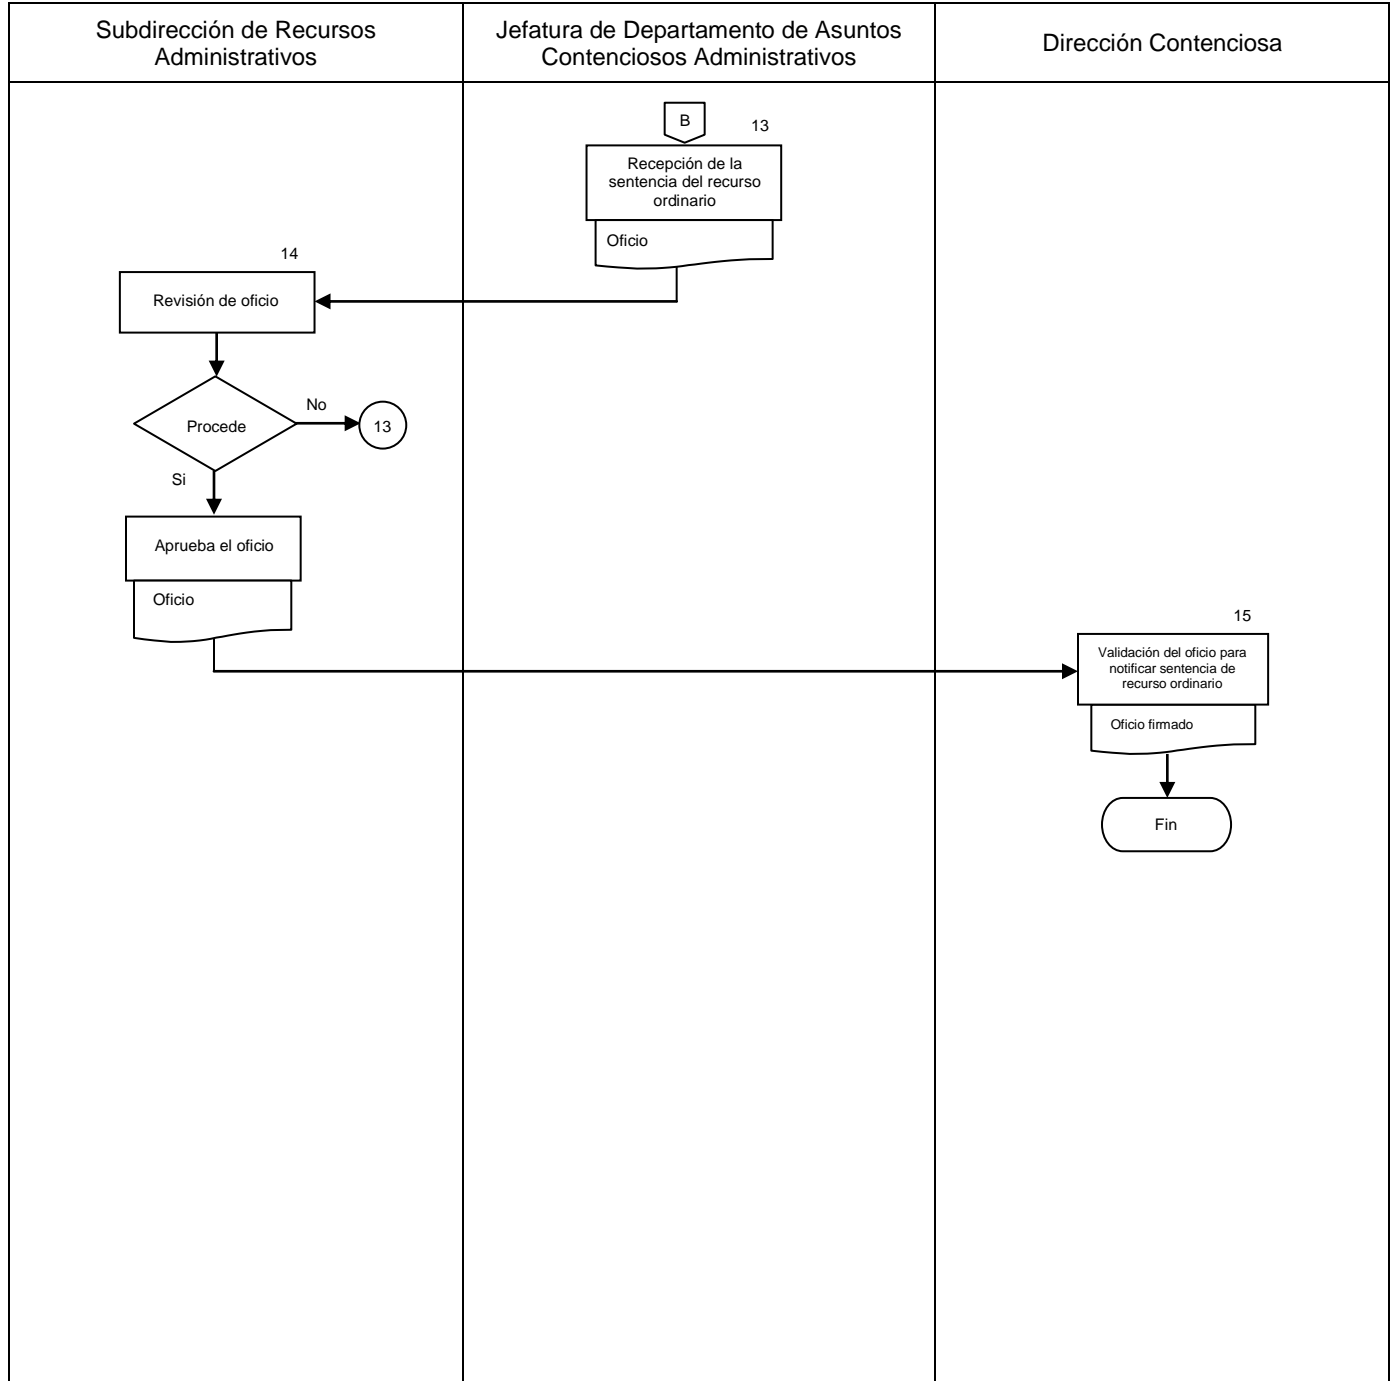 Subdirección de Recursos
Administrativos
Jefatura de Departamento de Asuntos
Contenciosos Administrativos
Dirección Contenciosa
B
13
Recepción de la
sentencia del recurso
ordinario
Oficio
14
Revisión de oficio
Procede
No
13
Si
Aprueba el oficio
Oficio
15
Validación del oficio para
notificar sentencia de
recurso ordinario
Oficio firmado
Fin